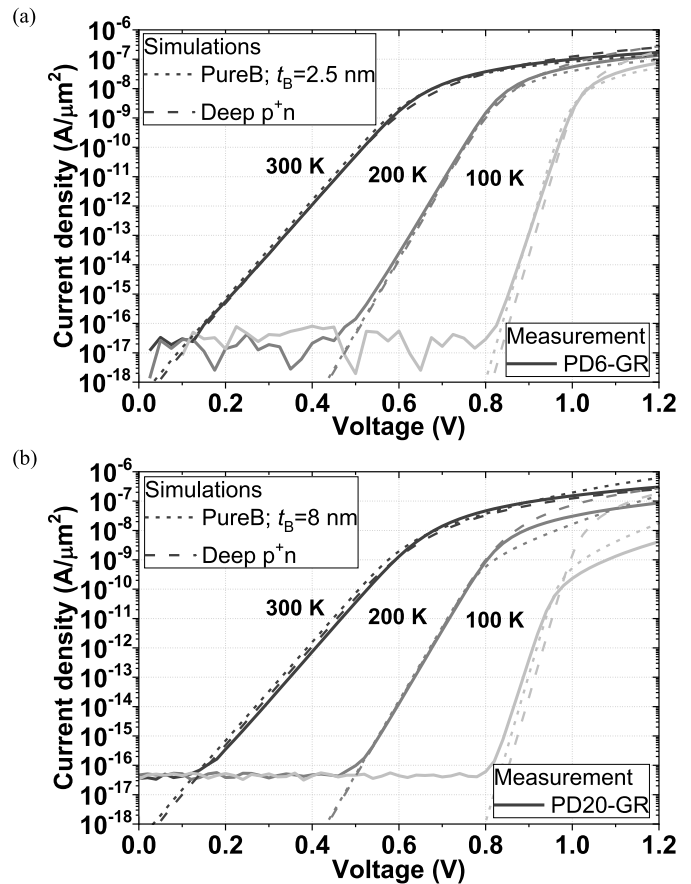 (a)
10⁻⁶
10⁻⁷
10⁻⁸
10⁻⁹
10⁻¹⁰
10⁻¹¹
10⁻¹²
10⁻¹³
10⁻¹⁴
10⁻¹⁵
10⁻¹⁶
10⁻¹⁷
10⁻¹⁸
Current density (A/μm²)
Simulations
PureB; t_B=2.5 nm
Deep p⁺n
300 K
200 K
100 K
Measurement
PD6-GR
0.0 0.2 0.4 0.6 0.8 1.0 1.2
Voltage (V)
(b)
10⁻⁶
10⁻⁷
10⁻⁸
10⁻⁹
10⁻¹⁰
10⁻¹¹
10⁻¹²
10⁻¹³
10⁻¹⁴
10⁻¹⁵
10⁻¹⁶
10⁻¹⁷
10⁻¹⁸
Current density (A/μm²)
Simulations
PureB; t_B=8 nm
Deep p⁺n
300 K
200 K
100 K
Measurement
PD20-GR
0.0 0.2 0.4 0.6 0.8 1.0 1.2
Voltage (V)